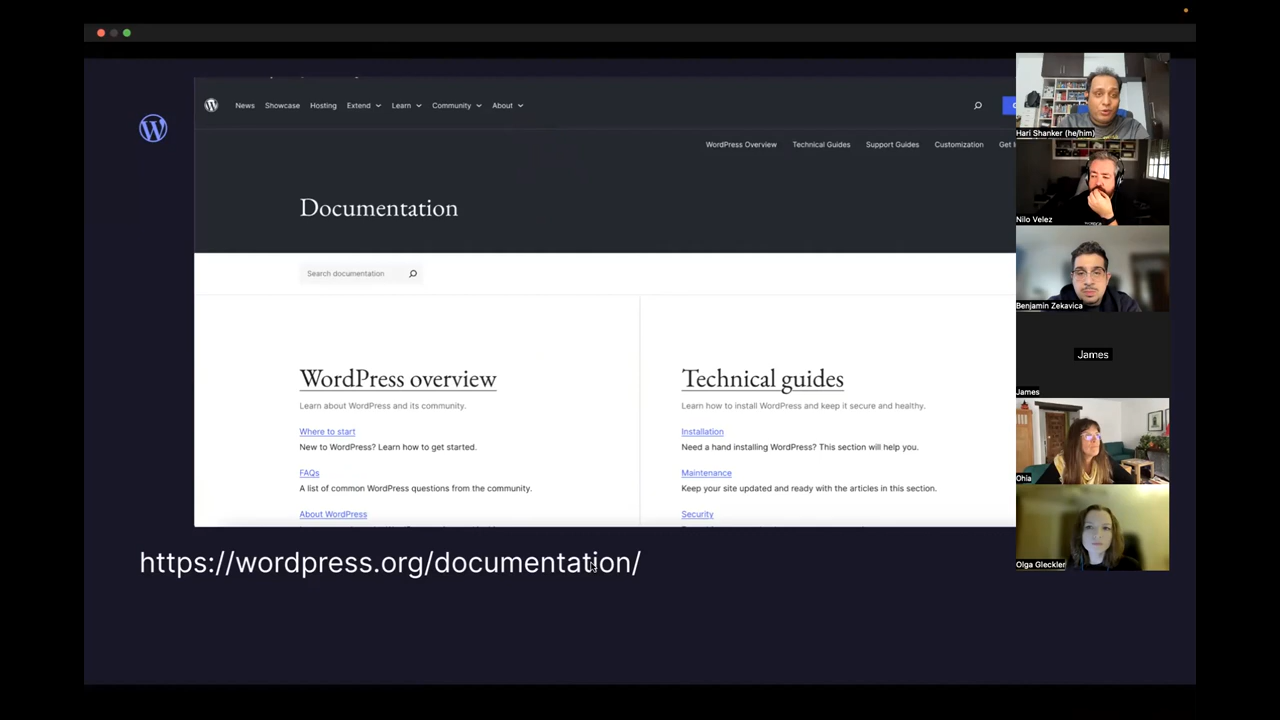 News Showcase Hosting Extend Learn Community About
WordPress Overview Technical Guides Support Guides Customization Get
Documentation
Search documentation
WordPress overview
Learn about WordPress and its community.
Where to start
New to WordPress? Learn how to get started.
FAQs
A list of common WordPress questions from the community.
About WordPress
Technical guides
Learn how to install WordPress and keep it secure and healthy.
Installation
Need a hand installing WordPress? This section will help you.
Maintenance
Keep your site updated and ready with the articles in this section.
Security
https://wordpress.org/documentation/
Hari Shanker (he/him)
Nilo Velez
Benjamin Zekavica
James
James
Ohia
Olga Gleckler